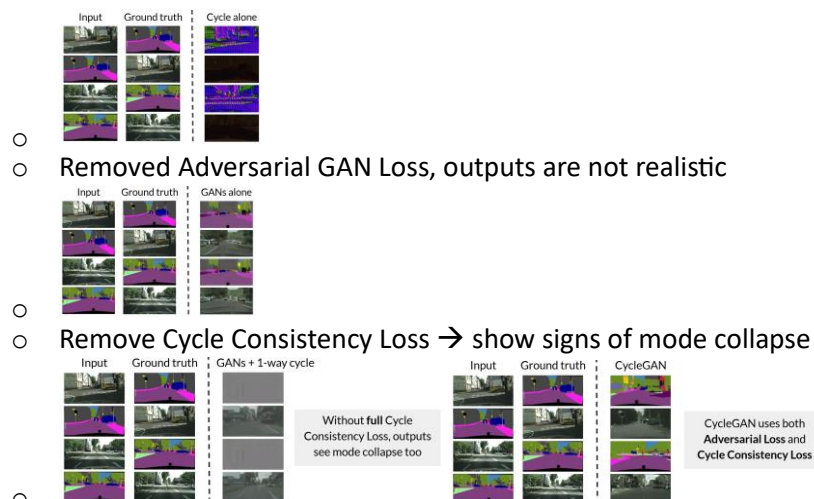 Input Ground truth Cycle alone
○
○ Removed Adversarial GAN Loss, outputs are not realistic
Input Ground truth GANs alone
○
○ Remove Cycle Consistency Loss → show signs of mode collapse
Input Ground truth GANs + 1-way cycle
Without full Cycle
Consistency Loss, outputs
see mode collapse too
Input Ground truth CycleGAN
CycleGAN uses both
Adversarial Loss and
Cycle Consistency Loss
○